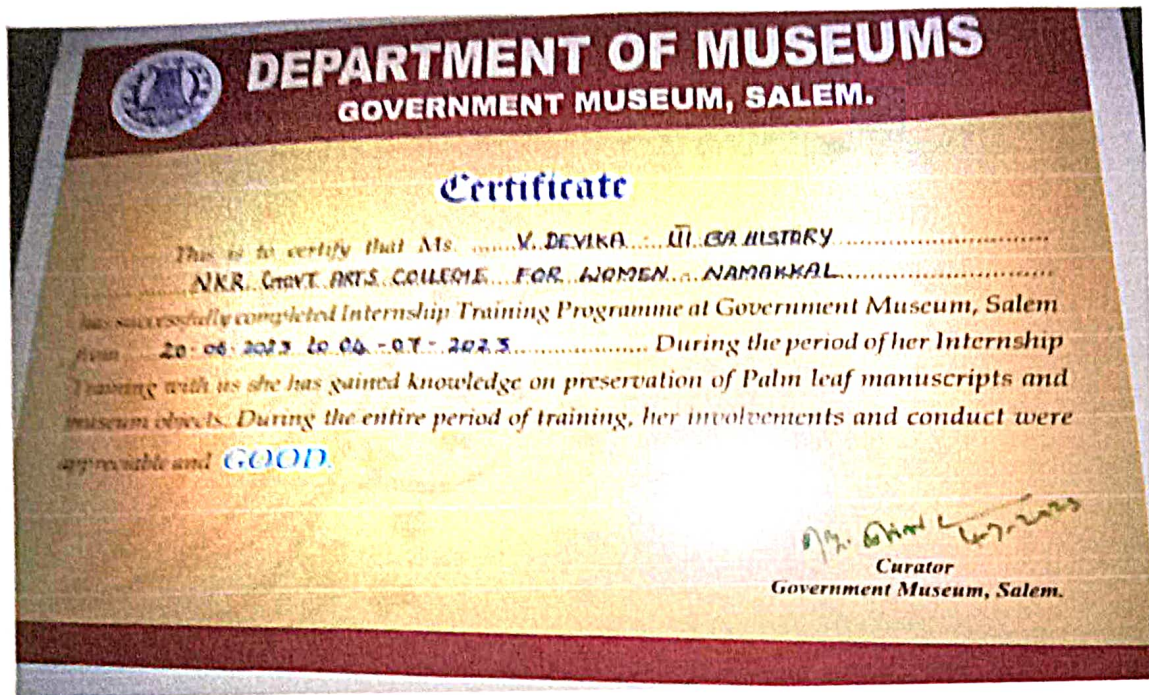 DEPARTMENT OF MUSEUMS
GOVERNMENT MUSEUM, SALEM.
Certificate
This is to certify that Ms. ...... V. DEVIKA - III BA HISTORY ..............................
............ NKR GOVT ARTS COLLEGE FOR WOMEN - NAMAKKAL ..............................
has successfully completed Internship Training Programme at Government Museum, Salem
from 20-06-2023 to 04-07-2023 .................... During the period of her Internship
Training with us she has gained knowledge on preservation of Palm leaf manuscripts and
museum objects. During the entire period of training, her involvements and conduct were
appreciable and GOOD.
4-7-2023
Curator
Government Museum, Salem.